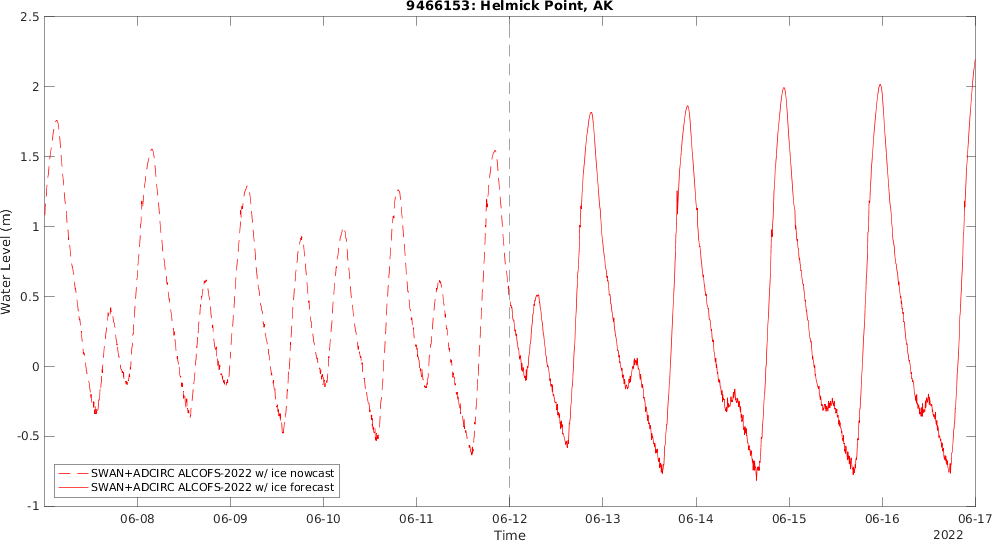 9466153: Helmick Point, AK
2.5
2
1.5
1
0.5
0
-0.5
-1
Water Level (m)
SWAN+ADCIRC ALCOFS-2022 w/ ice nowcast
SWAN+ADCIRC ALCOFS-2022 w/ ice forecast
06-08 06-09 06-10 06-11 06-12 06-13 06-14 06-15 06-16 06-17
Time
2022